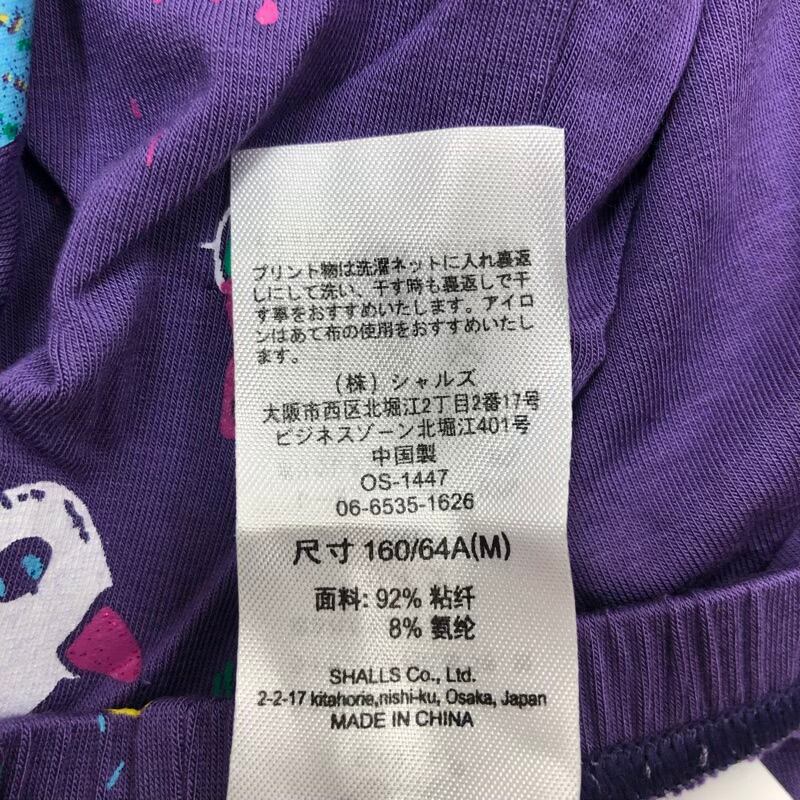 プリント物は洗濯ネットに入れ裏返
しにして洗い、干す時も裏返しで干
す事をおすすめいたします。アイロ
ンはあて布の使用をおすすめいたし
ます。
(株) シャルズ
大阪市西区北堀江2丁目2番17号
ビジネスゾーン北堀江401号
中国製
OS-1447
06-6535-1626
尺寸 160/64A(M)
面料: 92% 粘纤
8% 氨纶
SHALLS Co., Ltd.
2-2-17 kitahorie,nishi-ku, Osaka, Japan
MADE IN CHINA